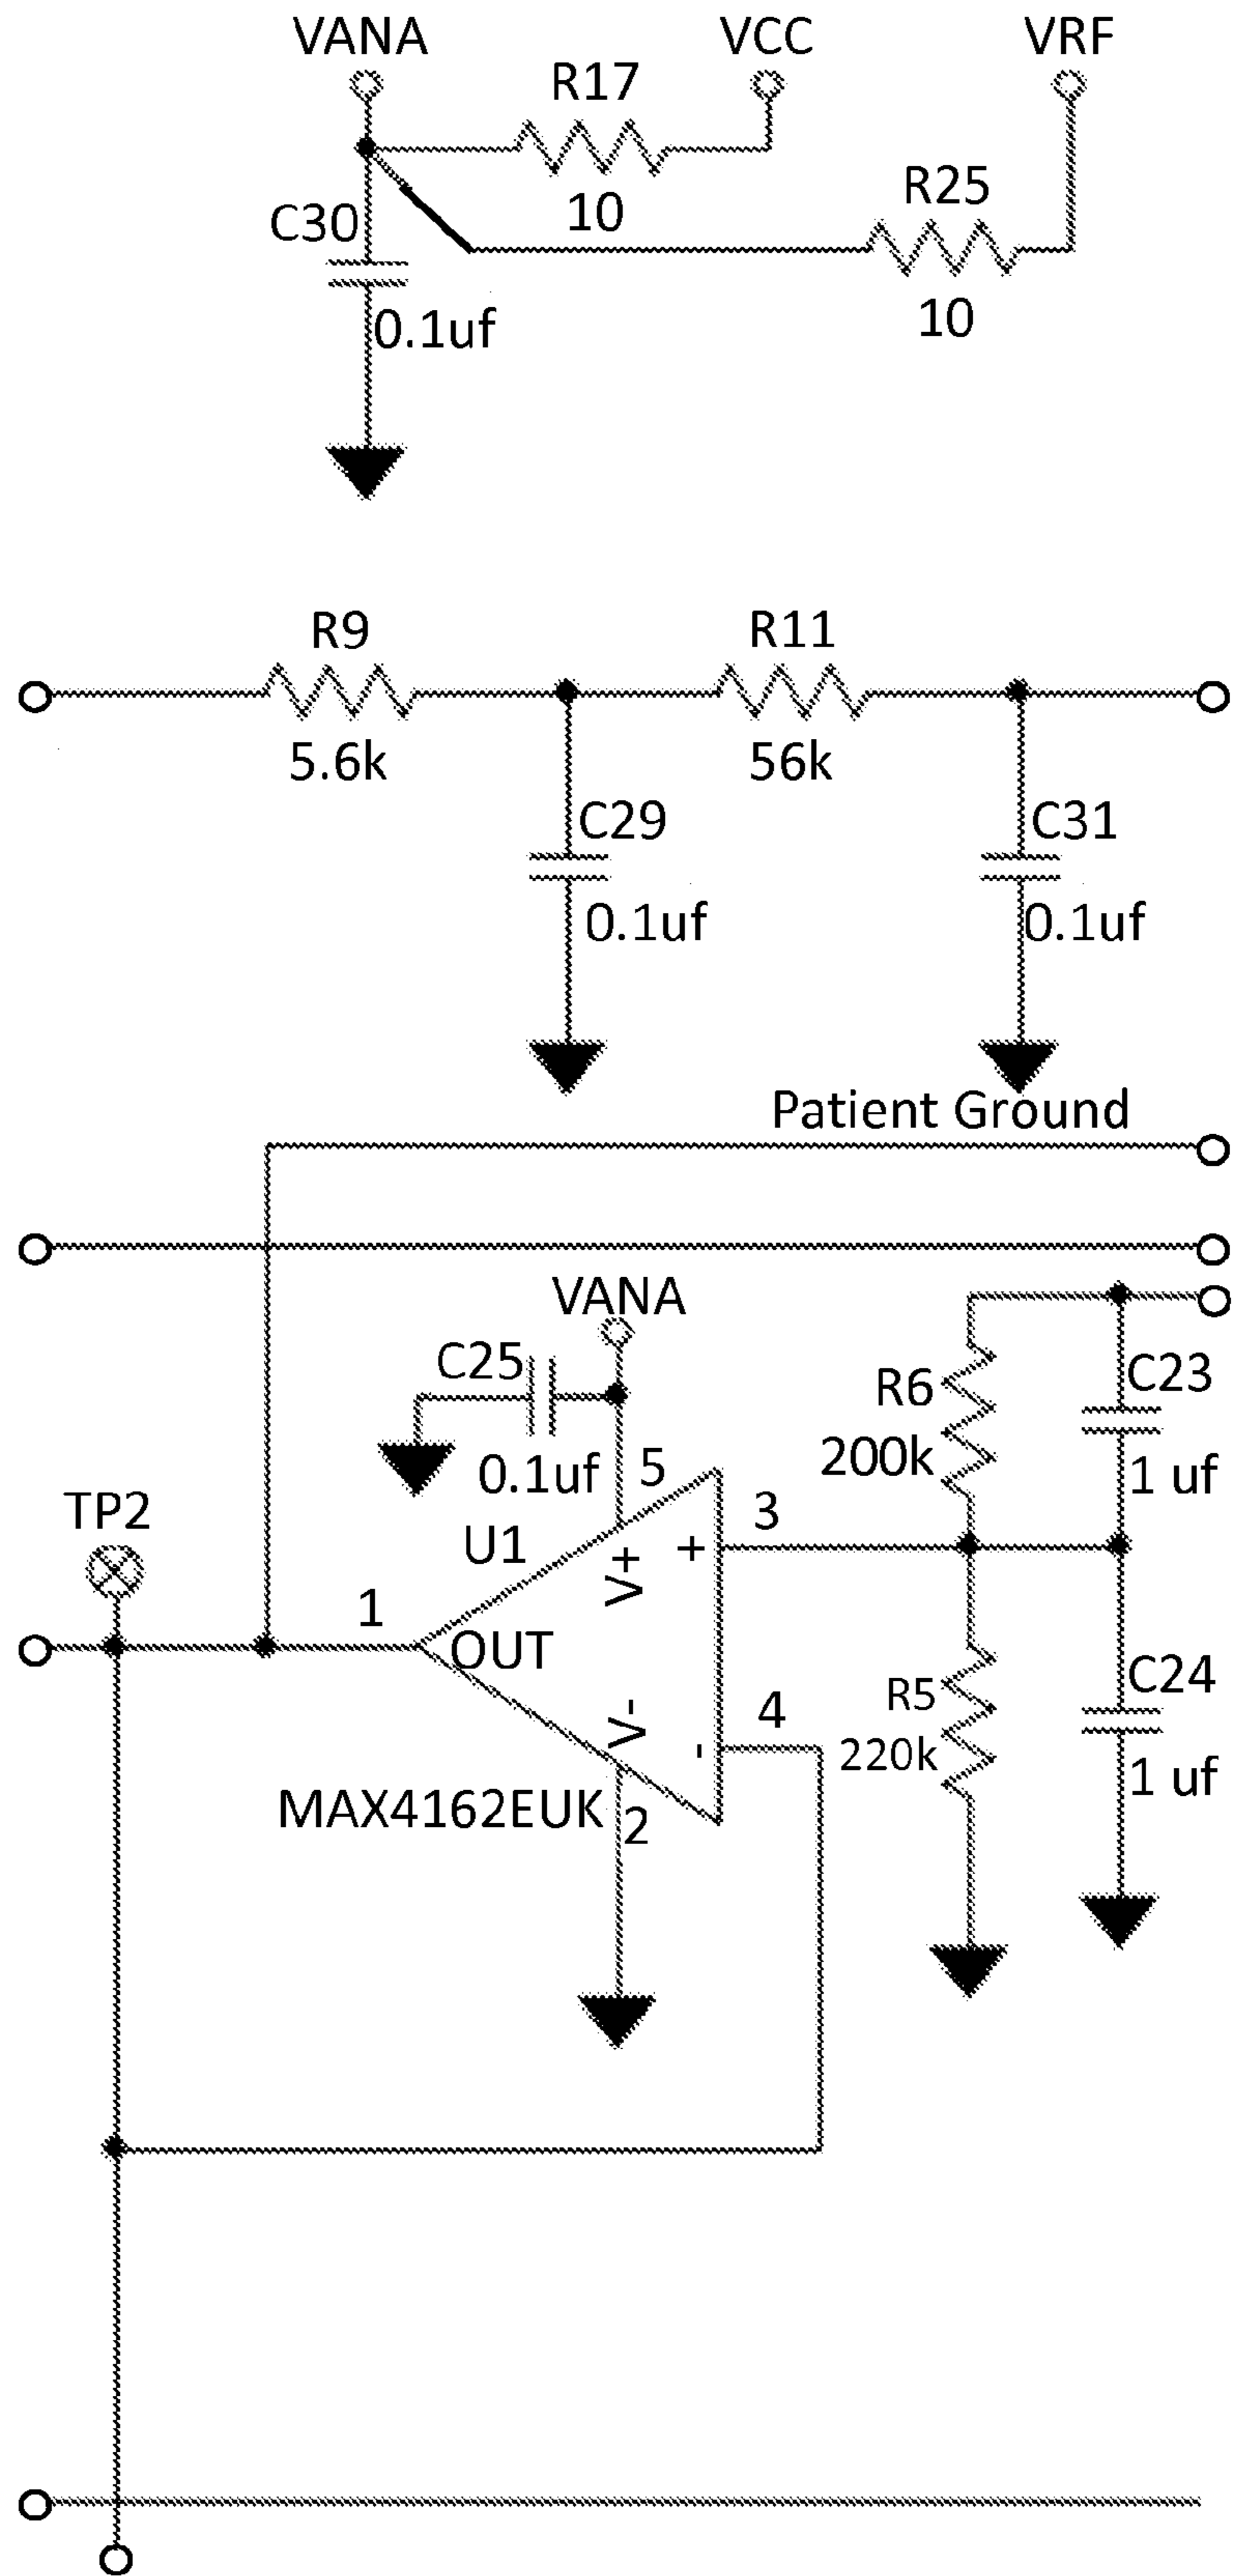 VANA
VCC
VRF
R17
10
R25
10
C30
0.1uf
R9
5.6k
R11
56k
C29
0.1uf
C31
0.1uf
Patient Ground
VANA
C25
0.1uf
R6
200k
C23
1 uf
TP2
U1
5
3
V+
+
1
OUT
V-
4
-
R5
220k
C24
1 uf
MAX4162EUK
2